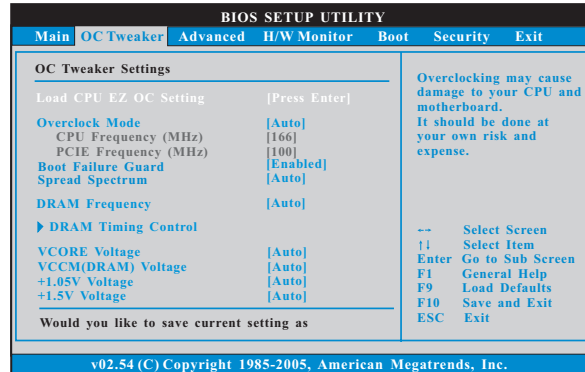 BIOS SETUP UTILITY
Main OC Tweaker Advanced H/W Monitor Boot Security Exit
OC Tweaker Settings
Load CPU EZ OC Setting [Press Enter]
Overclock Mode [Auto]
CPU Frequency (MHz) [166]
PCIE Frequency (MHz) [100]
Boot Failure Guard [Enabled]
Spread Spectrum [Auto]
DRAM Frequency [Auto]
DRAM Timing Control
VCORE Voltage [Auto]
VCCM(DRAM) Voltage [Auto]
+1.05V Voltage [Auto]
+1.5V Voltage [Auto]
Would you like to save current setting as
Overclocking may cause
damage to your CPU and
motherboard.
It should be done at
your own risk and
expense.
←→ Select Screen
↑↓ Select Item
Enter Go to Sub Screen
F1 General Help
F9 Load Defaults
F10 Save and Exit
ESC Exit
v02.54 (C) Copyright 1985-2005, American Megatrends, Inc.